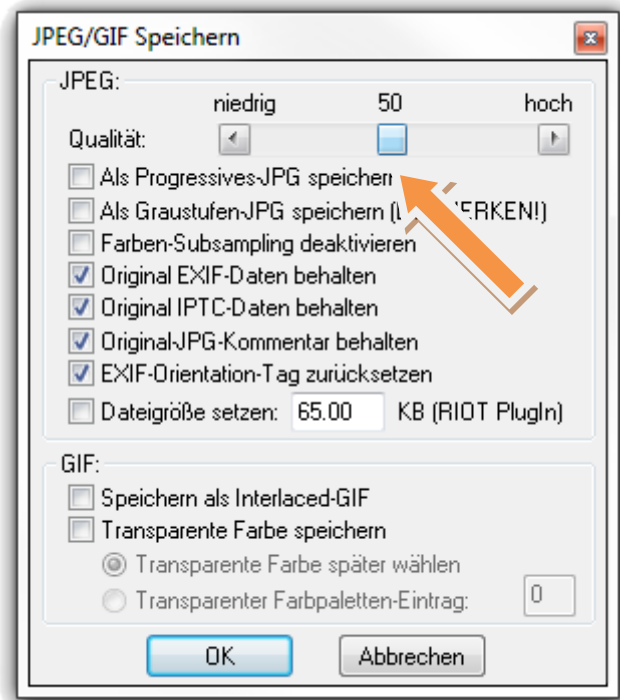 JPEG/GIF Speichern
JPEG:
niedrig 50 hoch
Qualität:
Als Progressives-JPG speichern
Als Graustufen-JPG speichern ( ERKEN!)
Farben-Subsampling deaktivieren
Original EXIF-Daten behalten
Original IPTC-Daten behalten
Original-JPG-Kommentar behalten
EXIF-Orientation-Tag zurücksetzen
Dateigröße setzen: 65.00 KB (RIOT PlugIn)
GIF:
Speichern als Interlaced-GIF
Transparente Farbe speichern
Transparente Farbe später wählen
Transparenter Farbpaletten-Eintrag: 0
OK Abbrechen